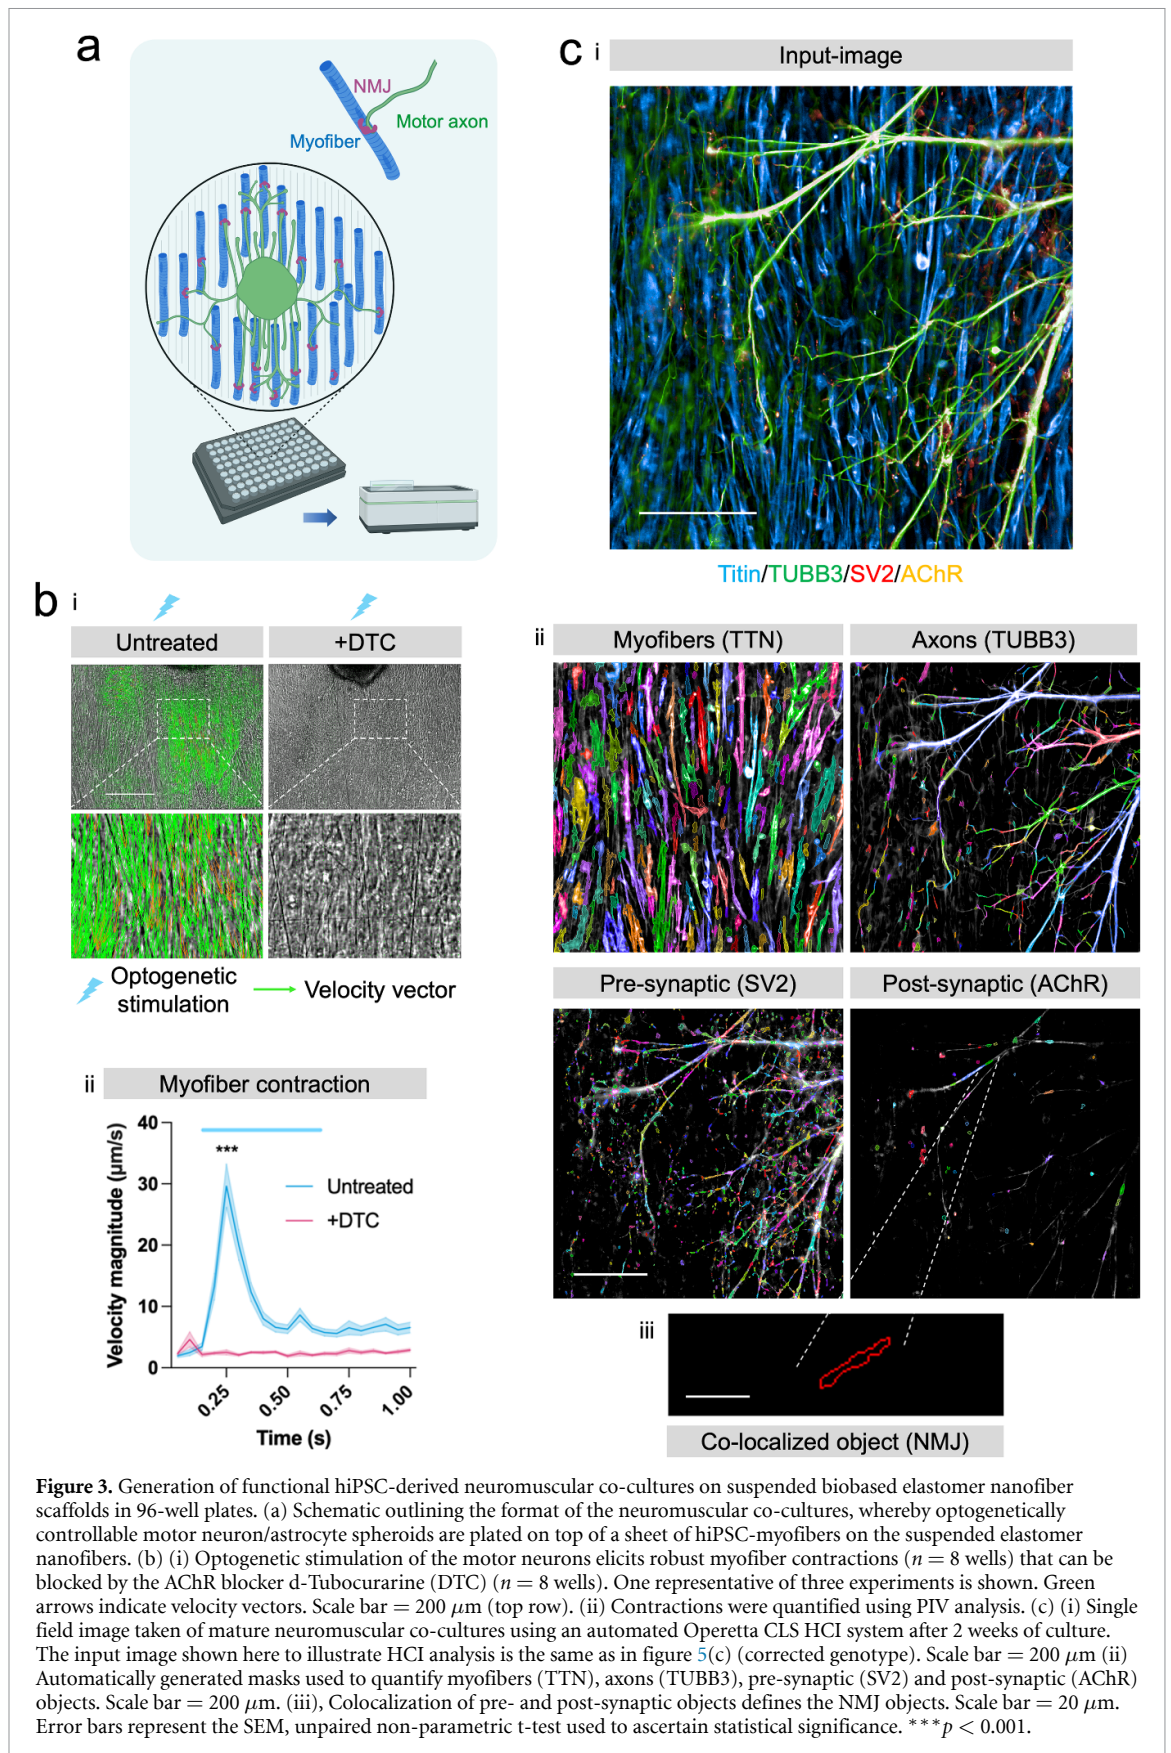 a
NMJ
Motor axon
Myofiber
c i
Input-image
Titin/TUBB3/SV2/AChR
b i
Untreated
+DTC
Optogenetic
stimulation
Velocity vector
ii
Myofiber contraction
Velocity magnitude (μm/s)
40
30
20
10
0
***
Untreated
+DTC
0.25
0.50
0.75
1.00
Time (s)
ii
Myofibers (TTN)
Axons (TUBB3)
Pre-synaptic (SV2)
Post-synaptic (AChR)
iii
Co-localized object (NMJ)
Figure 3. Generation of functional hiPSC-derived neuromuscular co-cultures on suspended biobased elastomer nanofiber
scaffolds in 96-well plates. (a) Schematic outlining the format of the neuromuscular co-cultures, whereby optogenetically
controllable motor neuron/astrocyte spheroids are plated on top of a sheet of hiPSC-myofibers on the suspended elastomer
nanofibers. (b) (i) Optogenetic stimulation of the motor neurons elicits robust myofiber contractions (n = 8 wells) that can be
blocked by the AChR blocker d-Tubocurarine (DTC) (n = 8 wells). One representative of three experiments is shown. Green
arrows indicate velocity vectors. Scale bar = 200 μm (top row). (ii) Contractions were quantified using PIV analysis. (c) (i) Single
field image taken of mature neuromuscular co-cultures using an automated Operetta CLS HCI system after 2 weeks of culture.
The input image shown here to illustrate HCI analysis is the same as in figure 5(c) (corrected genotype). Scale bar = 200 μm (ii)
Automatically generated masks used to quantify myofibers (TTN), axons (TUBB3), pre-synaptic (SV2) and post-synaptic (AChR)
objects. Scale bar = 200 μm. (iii), Colocalization of pre- and post-synaptic objects defines the NMJ objects. Scale bar = 20 μm.
Error bars represent the SEM, unpaired non-parametric t-test used to ascertain statistical significance. ***p < 0.001.